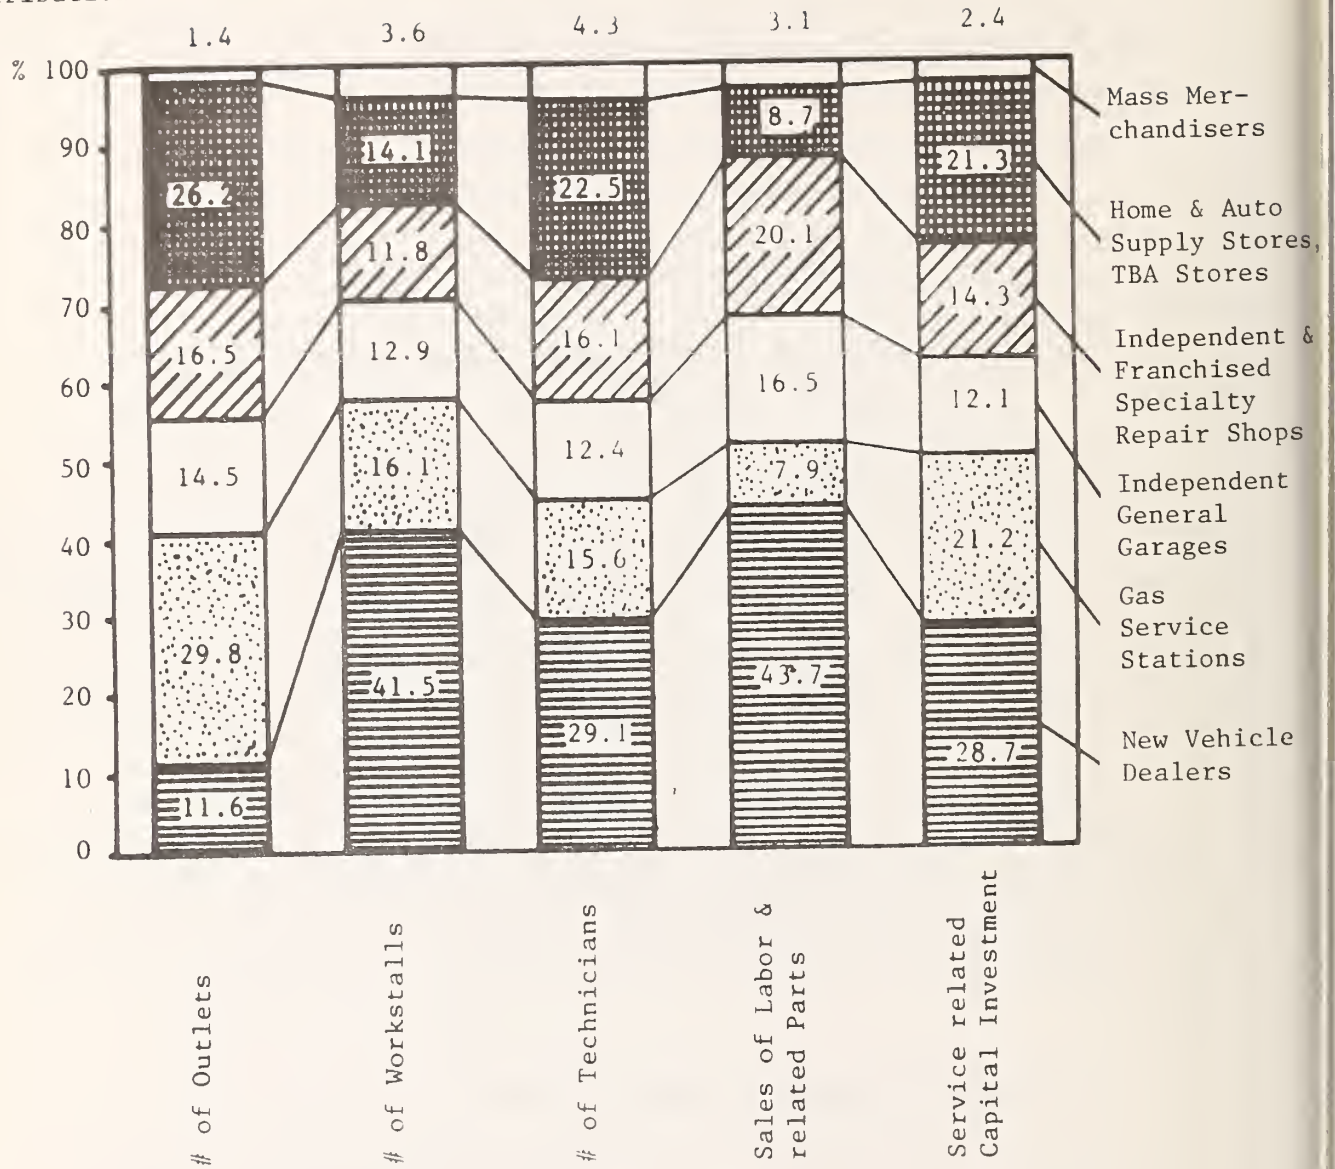 1.4 3.6 4.3 3.1 2.4
% 100
90
80
70
60
50
40
30
20
10
0
26.2
16.5
14.5
29.8
11.6
14.1
11.8
12.9
16.1
41.5
22.5
16.1
12.4
15.6
29.1
8.7
20.1
16.5
7.9
43.7
21.3
14.3
12.1
21.2
28.7
Mass Mer-
chandisers
Home & Auto
Supply Stores,
TBA Stores
Independent &
Franchised
Specialty
Repair Shops
Independent
General
Garages
Gas
Service
Stations
New Vehicle
Dealers
# of Outlets
# of Workstalls
# of Technicians
Sales of Labor &
related Parts
Service related
Capital Investment